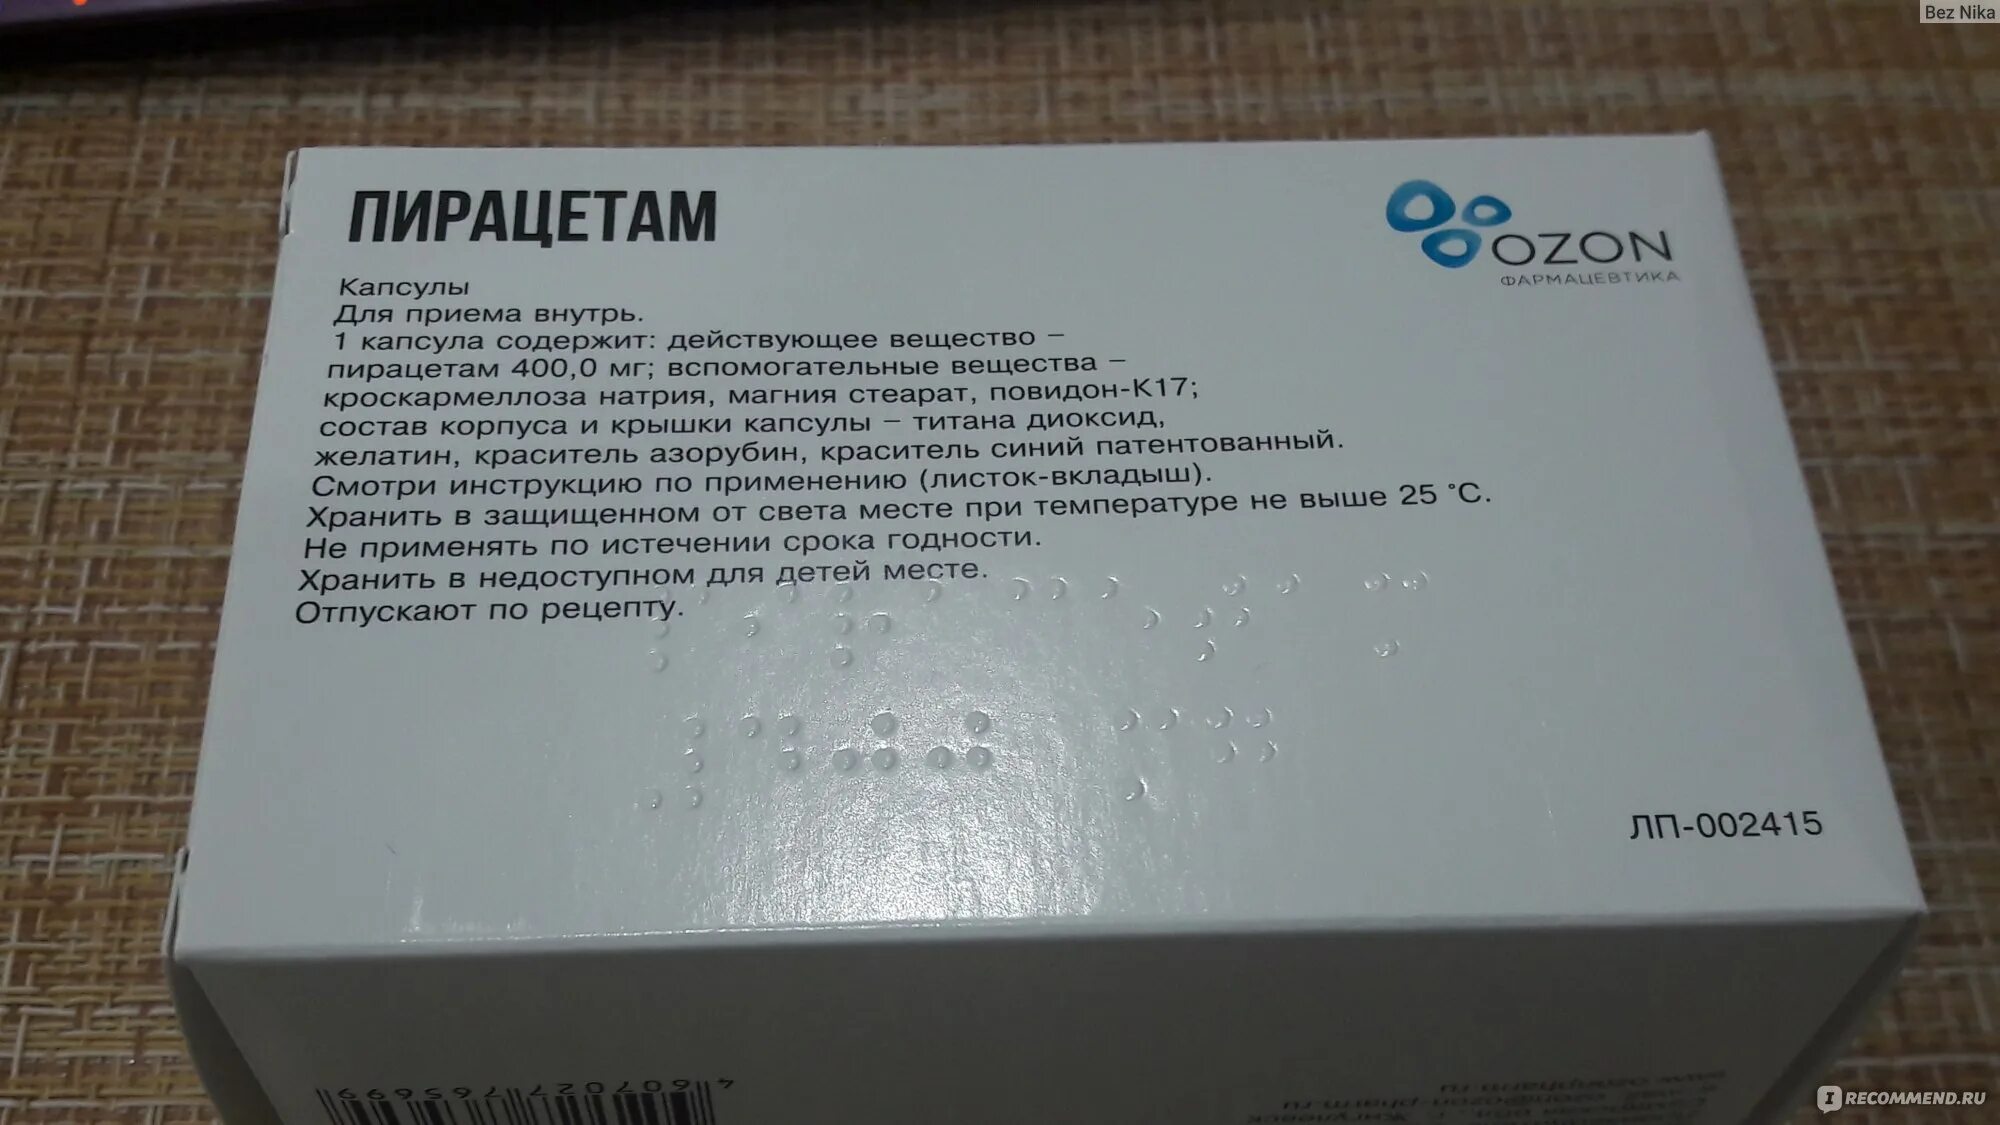 Bez Nika
ПИРАЦЕТАМ
OZON
ФАРМАЦЕВТИКА
Капсулы
Для приема внутрь.
1 капсула содержит: действующее вещество –
пирацетам 400,0 мг; вспомогательные вещества –
кроскармеллоза натрия, магния стеарат, повидон-К17;
состав корпуса и крышки капсулы – титана диоксид,
желатин, краситель азорубин, краситель синий патентованный.
Смотри инструкцию по применению (листок-вкладыш).
Хранить в защищенном от света месте при температуре не выше 25 °С.
Не применять по истечении срока годности.
Хранить в недоступном для детей месте.
Отпускают по рецепту.
ЛП-002415
4607027765699
IRECOMMEND.RU